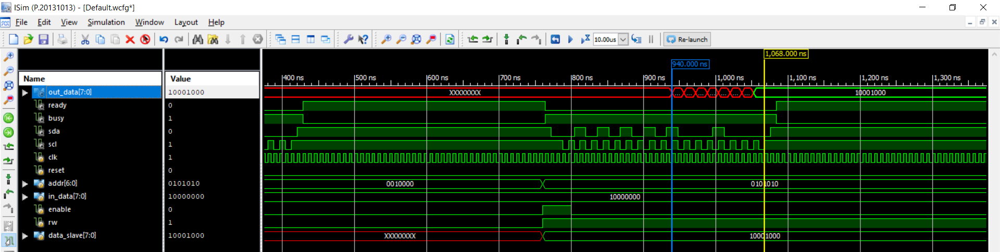 ISim (P.20131013) - [Default.wcfg*]
File Edit View Simulation Window Layout Help
10.00us Re-launch
1,068.000 ns
940.000 ns
Name Value
400 ns 500 ns 600 ns 700 ns 800 ns 900 ns 1,000 ns 1,100 ns 1,200 ns 1,300 ns
out_data[7:0] 10001000 XXXXXXXX ... ... ... ... ... ... ... 10001000
ready 0
busy 1
sda 0
scl 1
clk 1
reset 0
addr[6:0] 0101010 0010000 0101010
in_data[7:0] 10000000 10000000
enable 0
rw 1
data_slave[7:0] 10001000 XXXXXXXX 10001000